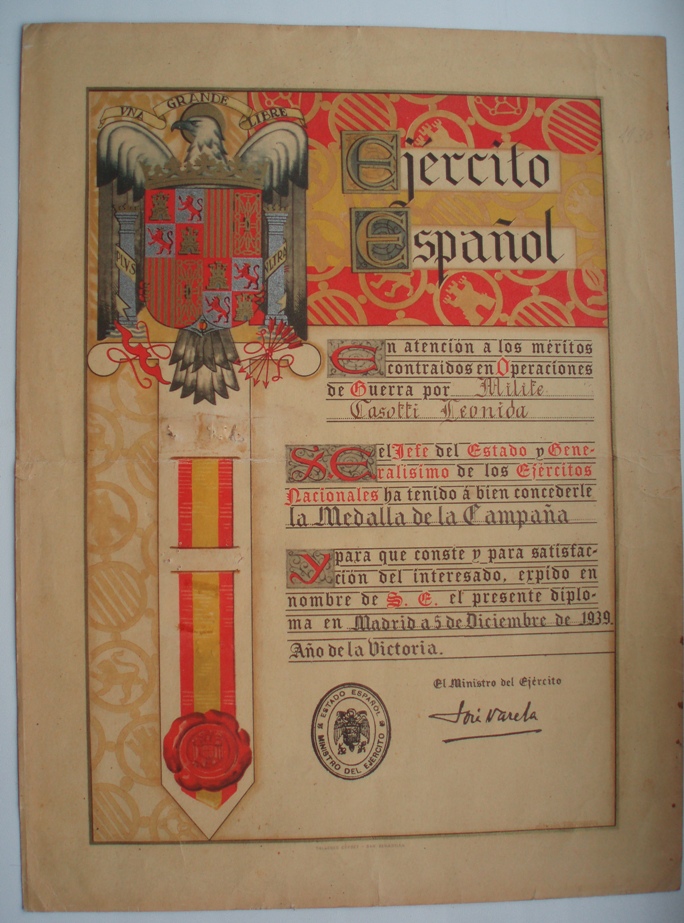 UNA GRANDE LIBRE
PLVS VLTRA
Ejército
Español
En atención a los méritos
contraidos en Operaciones
de Guerra por Milite
Casotti Leonida
X E el Jefe del Estado y Gene-
ralisimo de los Ejércitos
Nacionales ha tenido á bien concederle
la Medalla de la Campaña
Y para que conste y para satisfac-
ción del interesado, expido en
nombre de S. E. el presente diplo-
ma en Madrid a 5 de Diciembre de 1939.
Año de la Victoria.
El Ministro del Ejército
José Varela
ESTADO ESPAÑOL
MINISTRO DEL EJERCITO